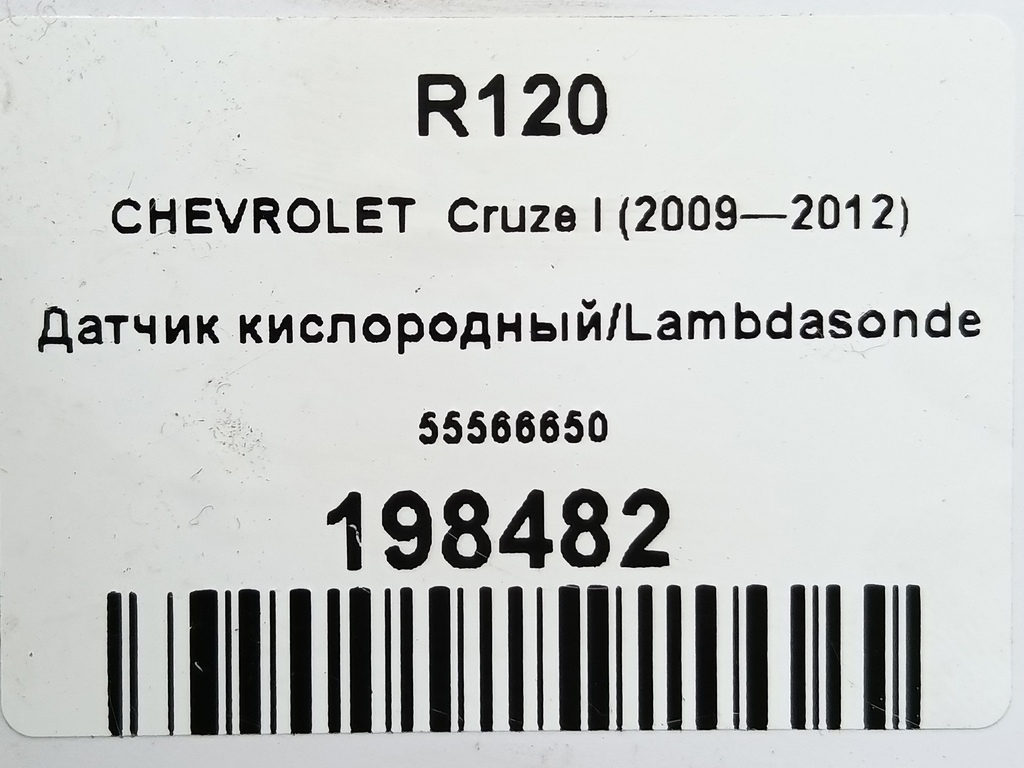 R120
CHEVROLET Cruze I (2009—2012)
Датчик кислородный/Lambdasonde
55566650
198482